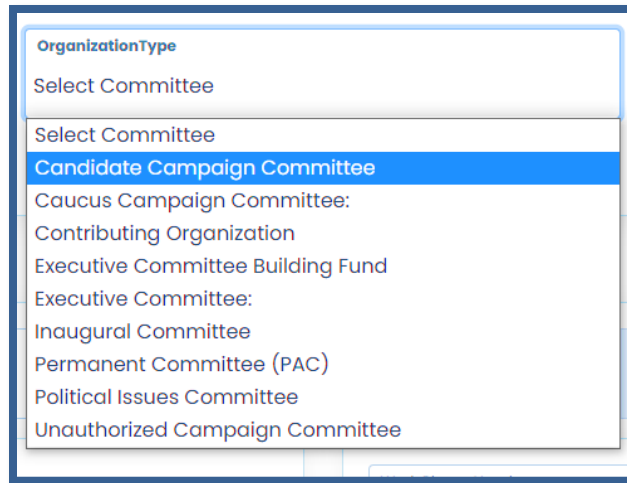 OrganizationType
Select Committee
Select Committee
Candidate Campaign Committee
Caucus Campaign Committee:
Contributing Organization
Executive Committee Building Fund
Executive Committee:
Inaugural Committee
Permanent Committee (PAC)
Political Issues Committee
Unauthorized Campaign Committee